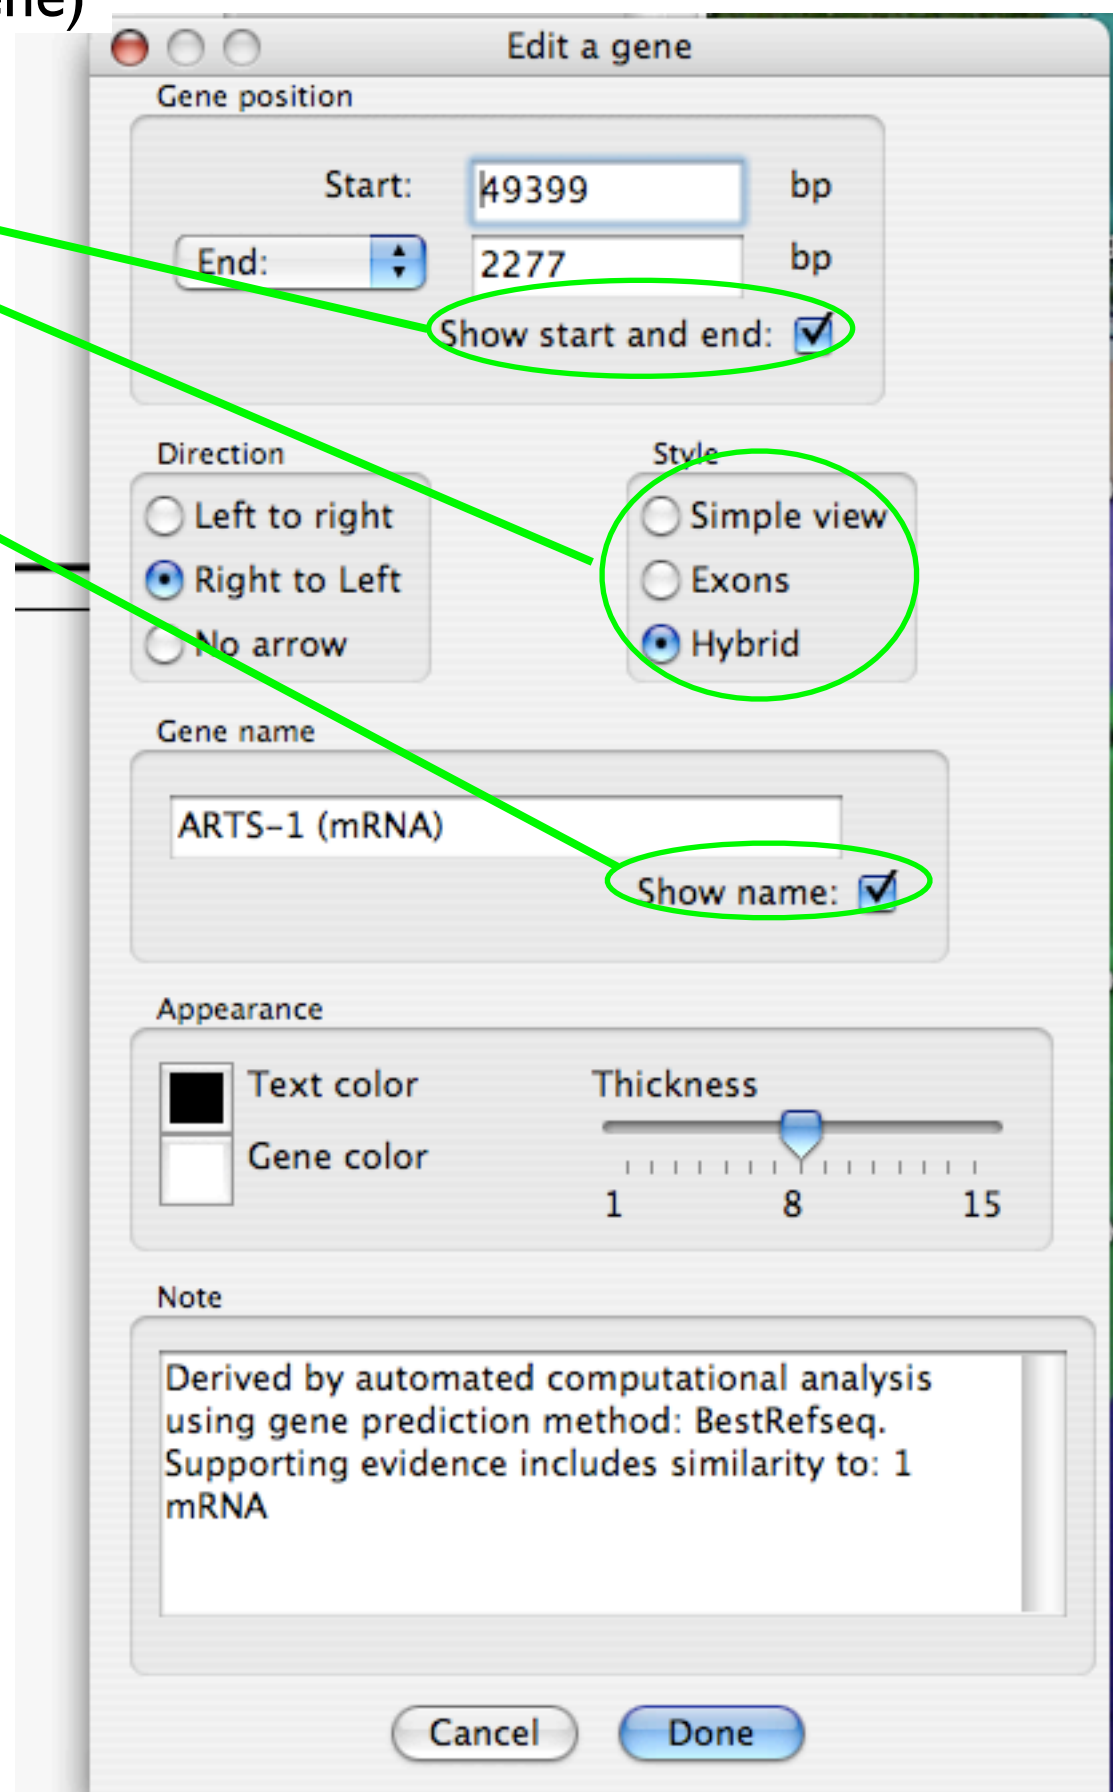 Edit a gene
Gene position
Start: 49399 bp
End: 2277 bp
Show start and end:
Direction
Left to right
Right to Left
No arrow
Style
Simple view
Exons
Hybrid
Gene name
ARTS-1 (mRNA)
Show name:
Appearance
Text color
Gene color
Thickness
1 8 15
Note
Derived by automated computational analysis
using gene prediction method: BestRefseq.
Supporting evidence includes similarity to: 1
mRNA
Cancel Done